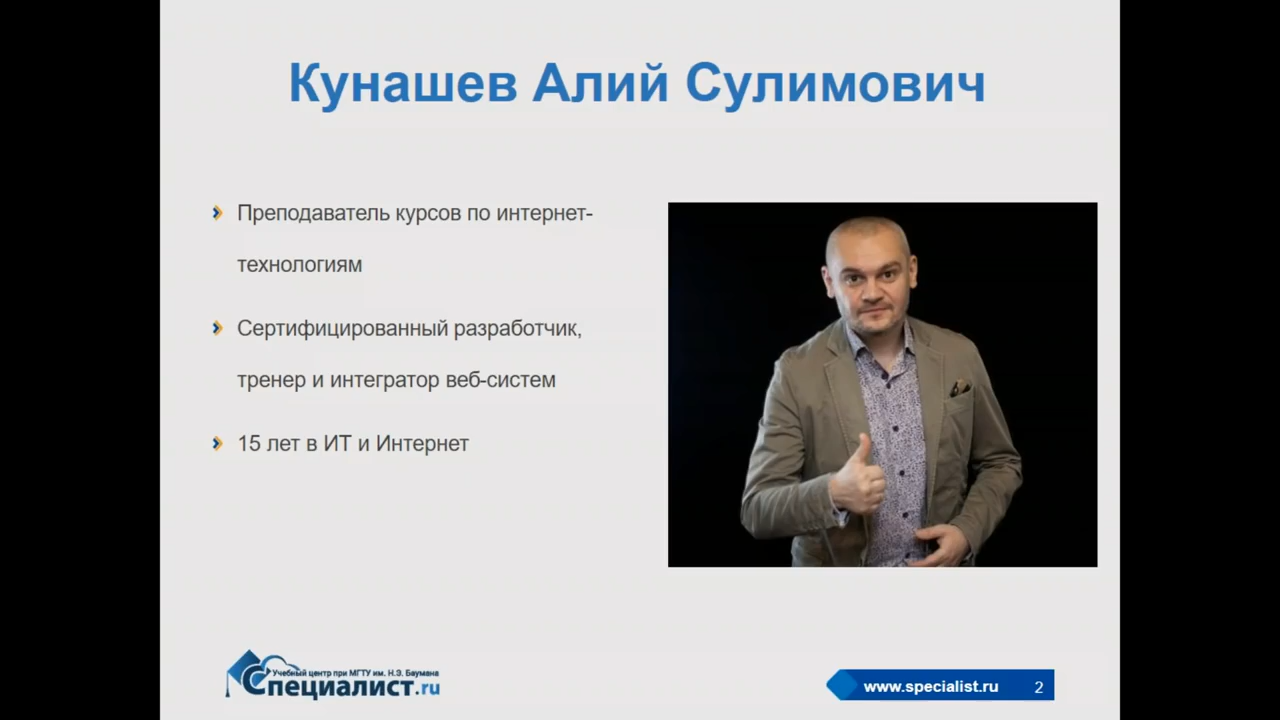 Кунашев Алий Сулимович
Преподаватель курсов по интернет-
технологиям
Сертифицированный разработчик,
тренер и интегратор веб-систем
15 лет в ИТ и Интернет
Учебный центр при МГТУ им. Н.Э. Баумана
Специалист.ru
www.specialist.ru 2